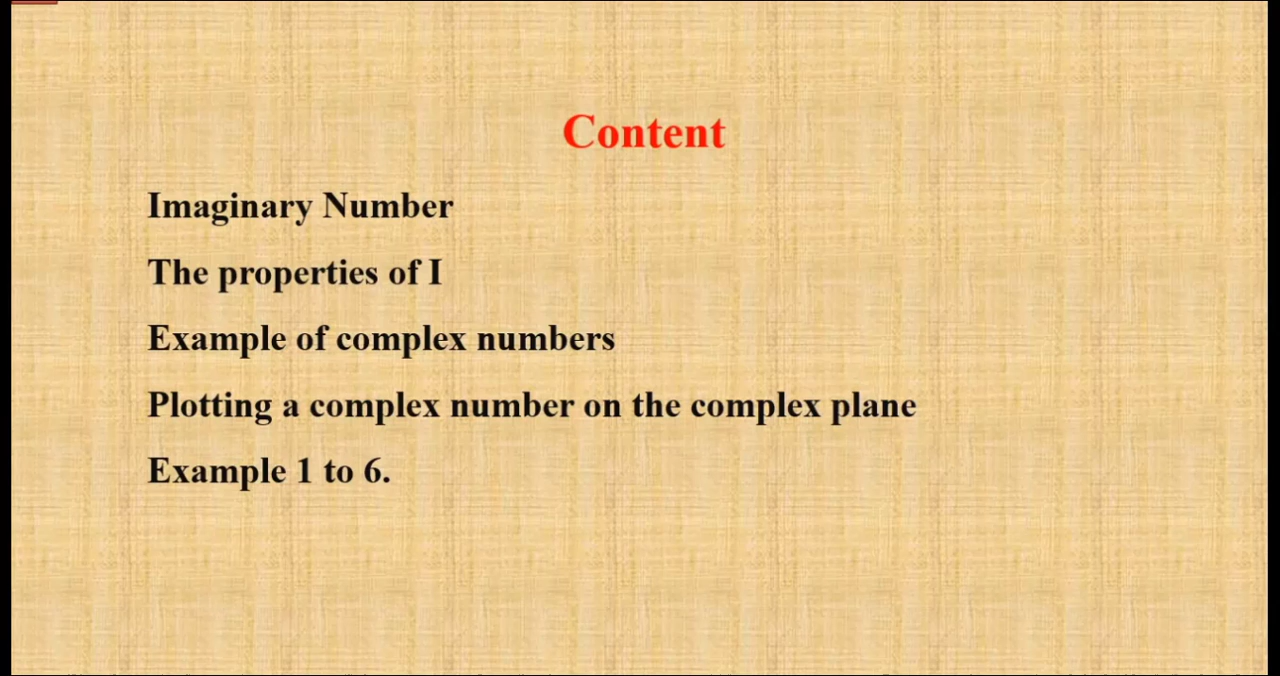 Content
Imaginary Number
The properties of I
Example of complex numbers
Plotting a complex number on the complex plane
Example 1 to 6.